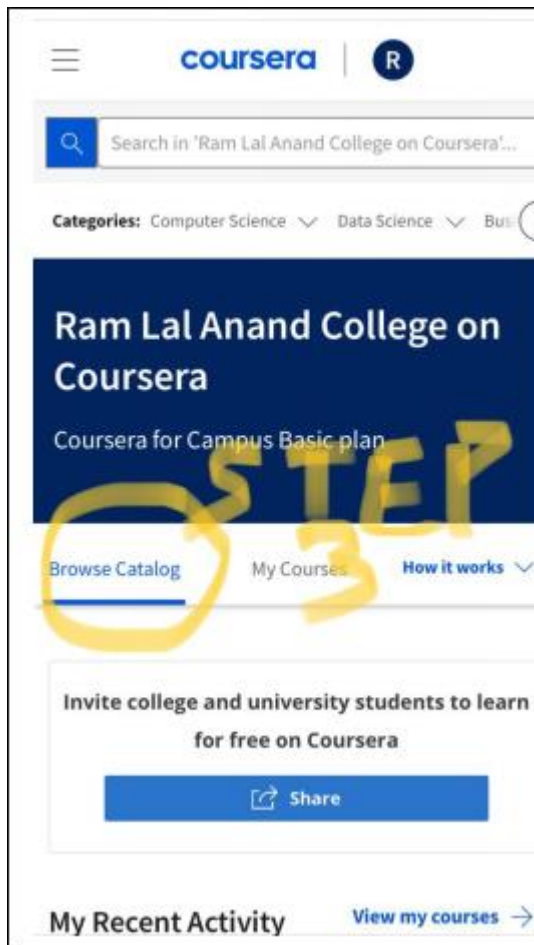 coursera R
Search in 'Ram Lal Anand College on Coursera'...
Categories: Computer Science Data Science Bus
Ram Lal Anand College on
Coursera
Coursera for Campus Basic plan
STEP
3
Browse Catalog My Courses How it works
Invite college and university students to learn
for free on Coursera
Share
My Recent Activity View my courses